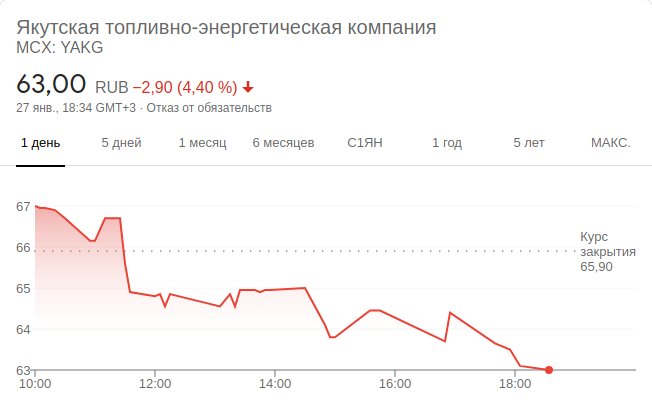 Якутская топливно-энергетическая компания
MCX: YAKG
63,00 RUB −2,90 (4,40 %)
27 янв., 18:34 GMT+3 · Отказ от обязательств
1 день 5 дней 1 месяц 6 месяцев С1ЯН 1 год 5 лет МАКС.
67
66
65
64
63
Курс
закрытия
65,90
10:00 12:00 14:00 16:00 18:00